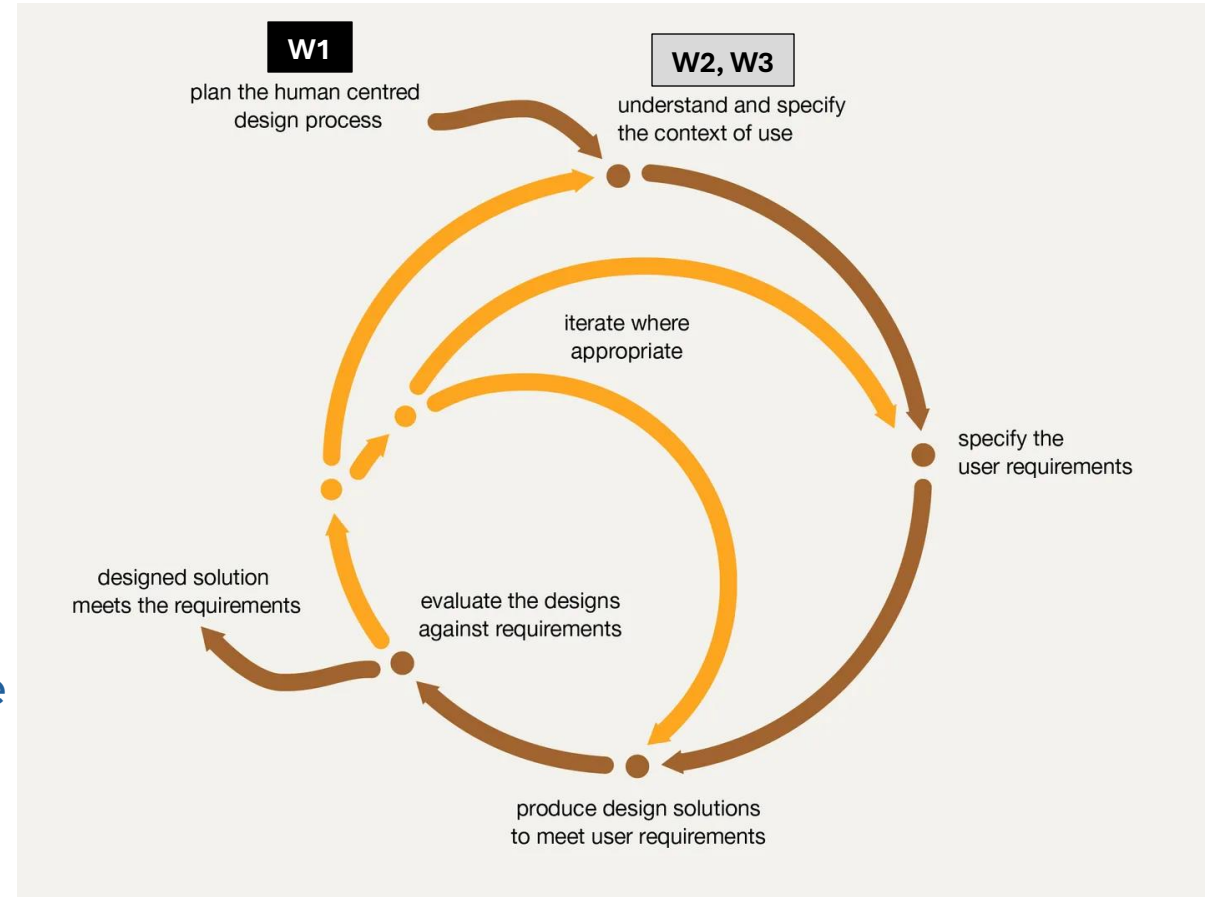 W1
plan the human centred
design process
W2, W3
understand and specify
the context of use
iterate where
appropriate
specify the
user requirements
designed solution
meets the requirements
evaluate the designs
against requirements
e
produce design solutions
to meet user requirements